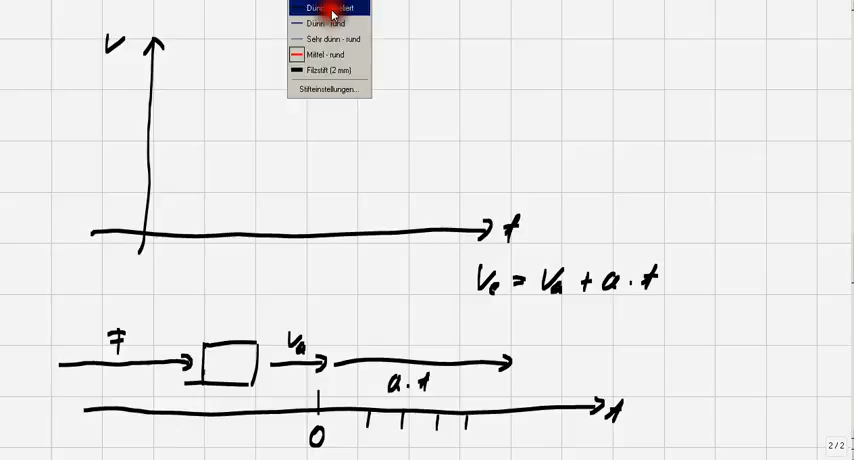 Dünn - rund
Sehr dünn - rund
Mittel - rund
Filzstift (2 mm)
Stifteinstellungen...
v
t
Ve = Va + a . t
F
Va
a . t
t
0
2 / 2